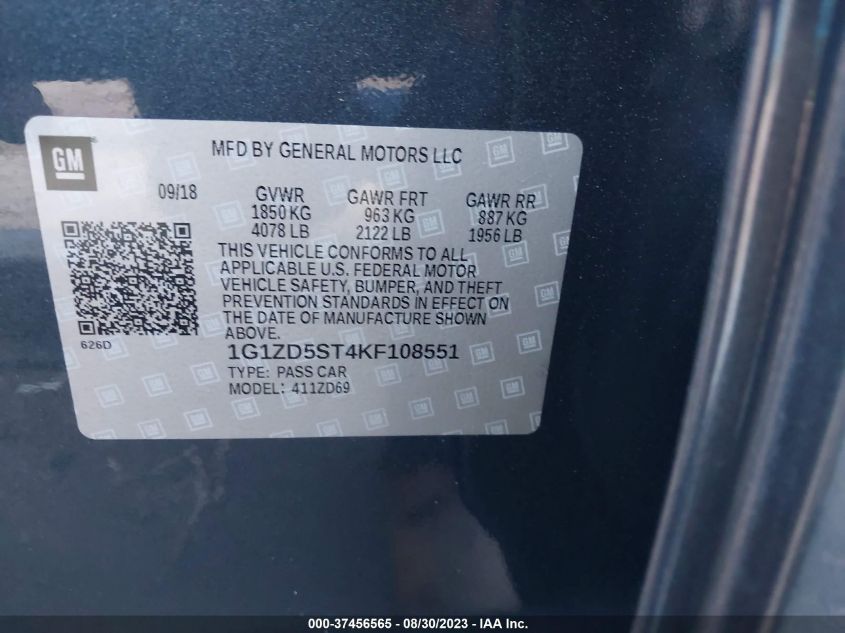 GM
MFD BY GENERAL MOTORS LLC
09/18
GVWR GAWR FRT GAWR RR
1850 KG 963 KG 887 KG
4078 LB 2122 LB 1956 LB
THIS VEHICLE CONFORMS TO ALL
APPLICABLE U.S. FEDERAL MOTOR
VEHICLE SAFETY, BUMPER, AND THEFT
PREVENTION STANDARDS IN EFFECT ON
THE DATE OF MANUFACTURE SHOWN
ABOVE.
626D
1G1ZD5ST4KF108551
TYPE: PASS CAR
MODEL: 411ZD69
000-37456565 - 08/30/2023 - IAAI, Inc.